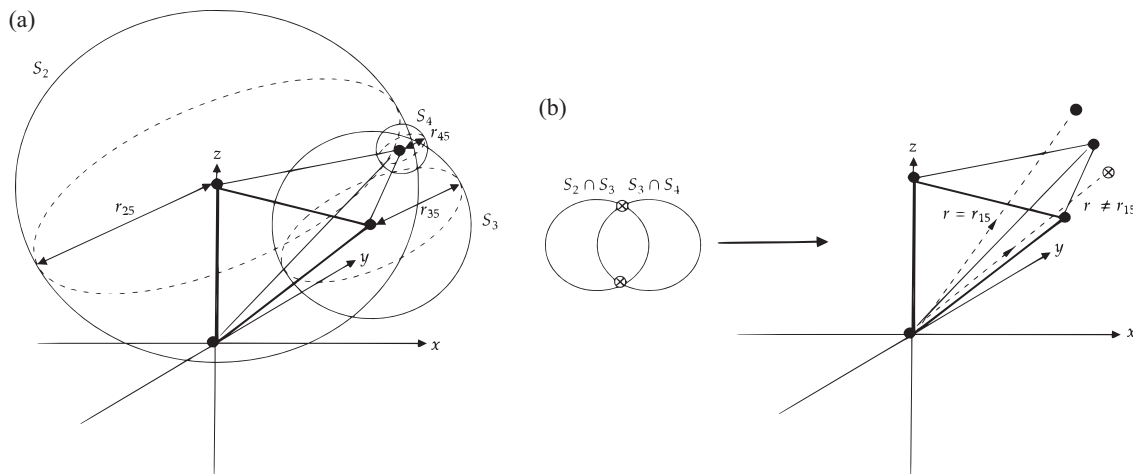 (a)
S₂
S₄
r₄₅
z
r₂₅
r₃₅
S₃
y
x
(b)
S₂ ∩ S₃ S₃ ∩ S₄
z
r = r₁₅
r ≠ r₁₅
y
x